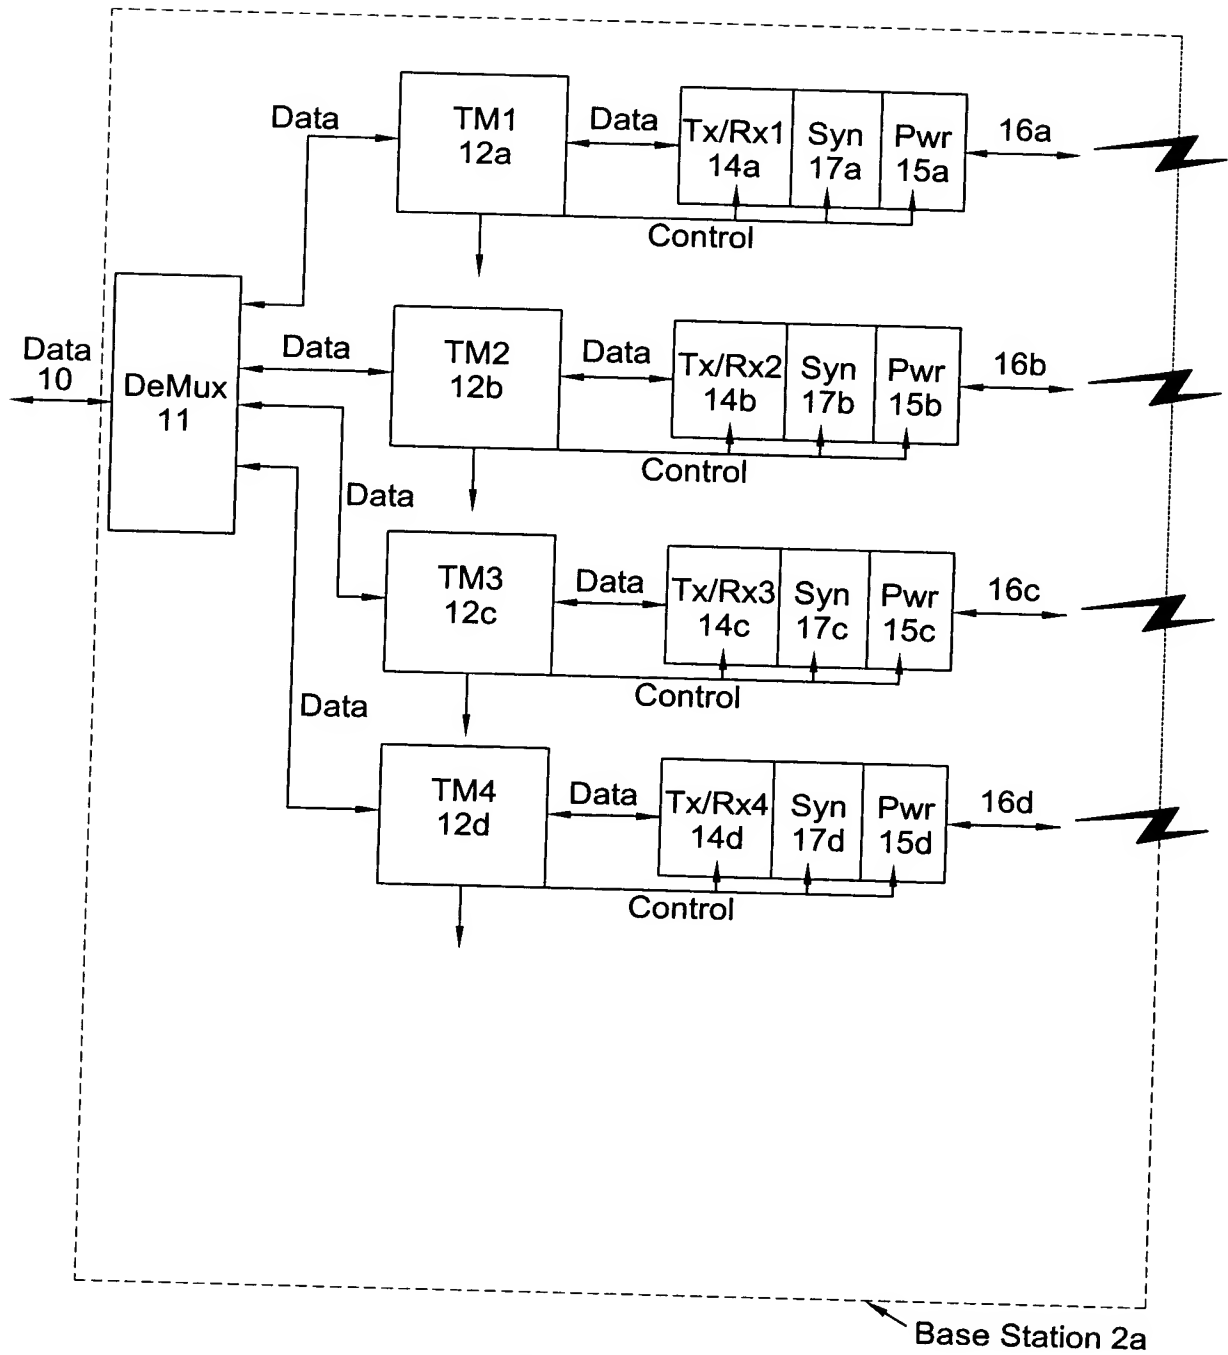 Data
TM1
12a
Data
Tx/Rx1
14a
Syn
17a
Pwr
15a
16a
Control
Data
10
DeMux
11
Data
TM2
12b
Data
Tx/Rx2
14b
Syn
17b
Pwr
15b
16b
Control
Data
TM3
12c
Data
Tx/Rx3
14c
Syn
17c
Pwr
15c
16c
Control
Data
TM4
12d
Data
Tx/Rx4
14d
Syn
17d
Pwr
15d
16d
Control
Base Station 2a